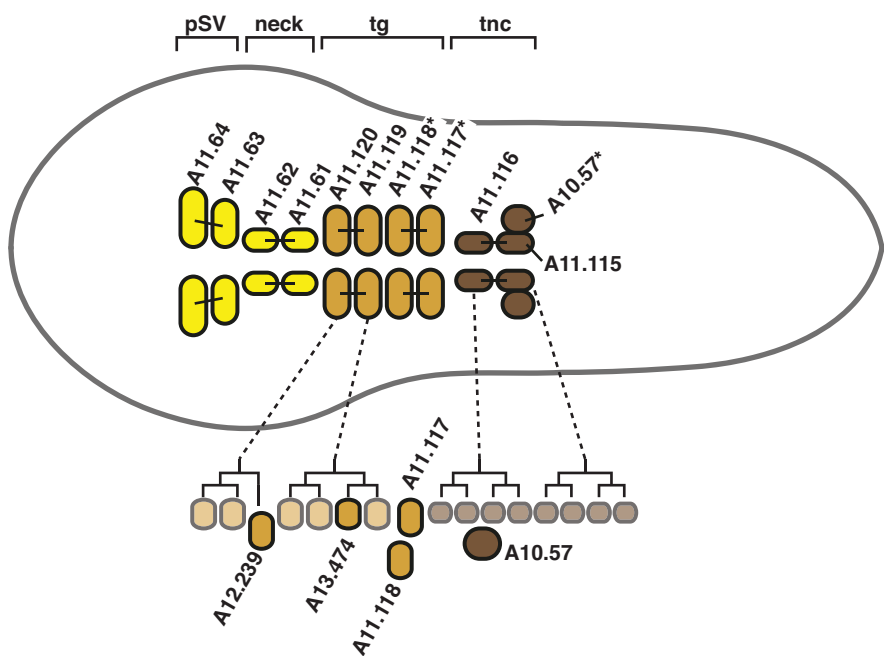 pSV neck tg tnc
A11.64
A11.63
A11.62
A11.61
A11.120
A11.119
A11.118*
A11.117*
A11.116
A10.57*
A11.115
A12.239
A13.474
A11.117
A11.118
A10.57